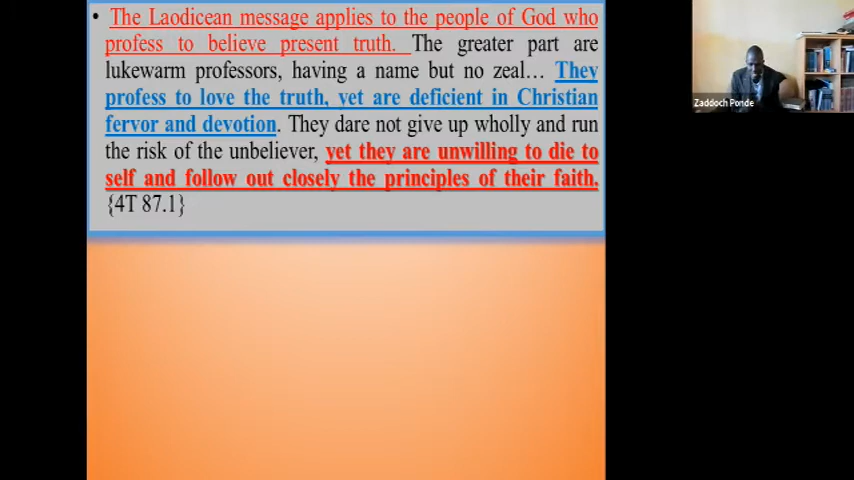 • The Laodicean message applies to the people of God who
profess to believe present truth. The greater part are
lukewarm professors, having a name but no zeal… They
profess to love the truth, yet are deficient in Christian
fervor and devotion. They dare not give up wholly and run
the risk of the unbeliever, yet they are unwilling to die to
self and follow out closely the principles of their faith.
{4T 87.1}
Zaddoch Ponde